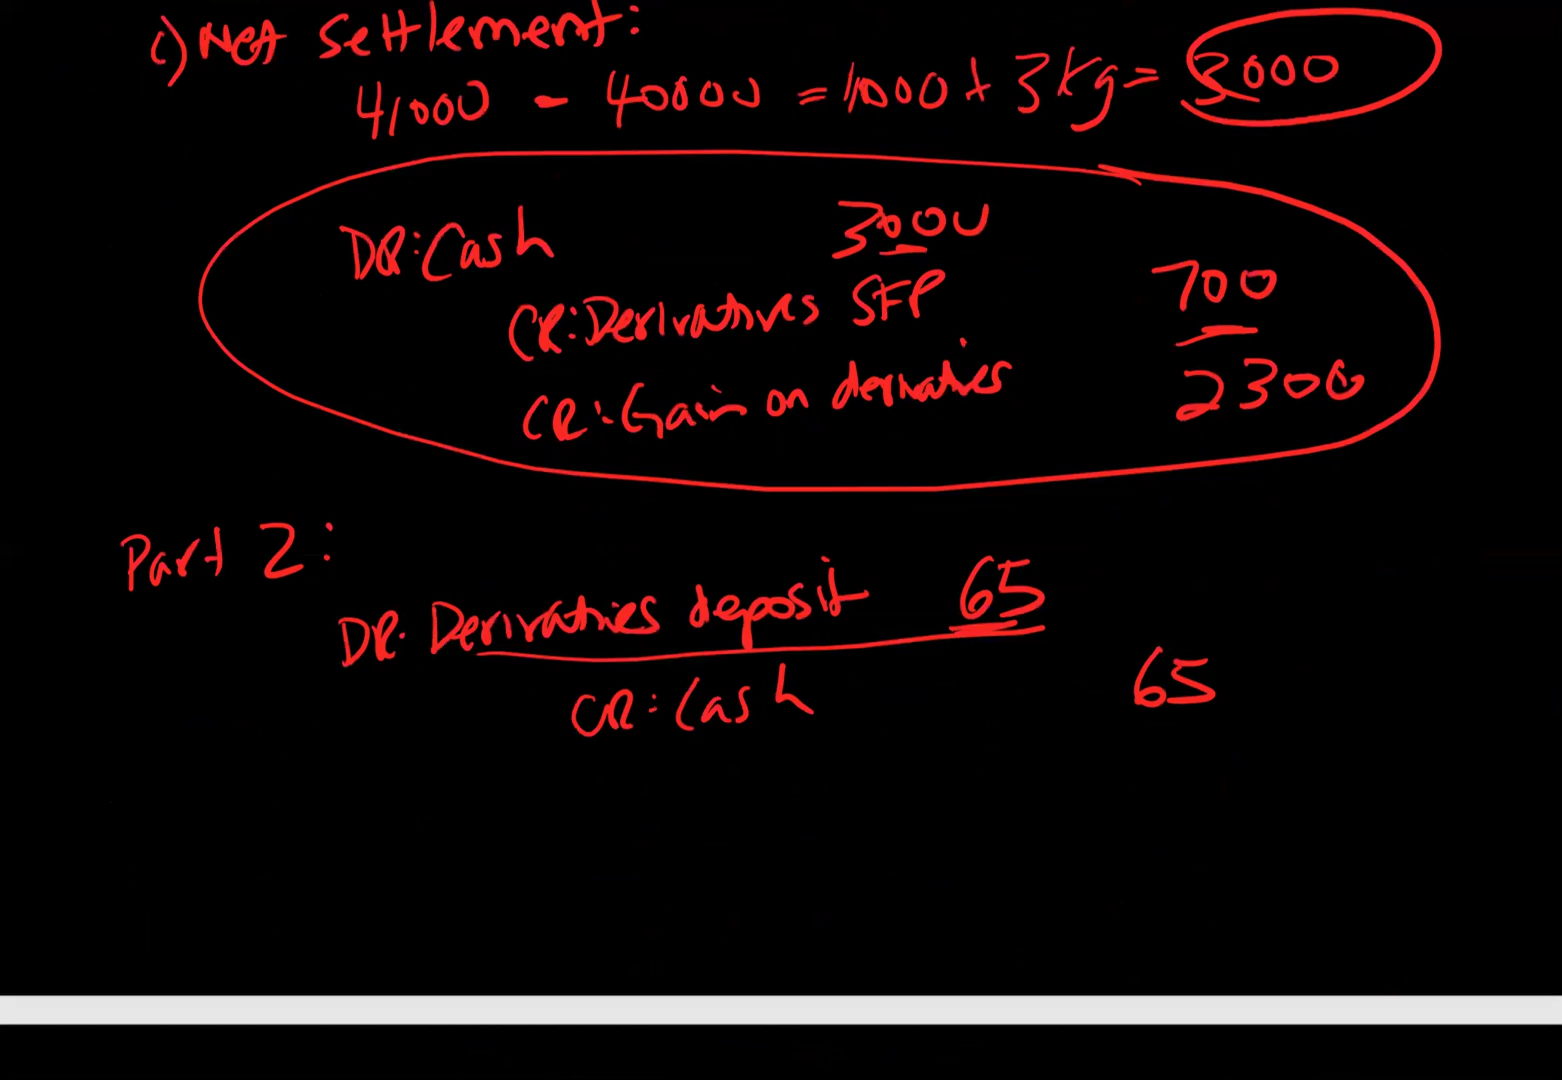 c) Net Settlement:
41000 - 40000 = 1000 x 3kg = 3000
DR: Cash 3000
CR: Derivatives SFP 700
CR: Gain on derivatives 2300
Part 2:
DR. Derivatives deposit 65
CR: Cash 65